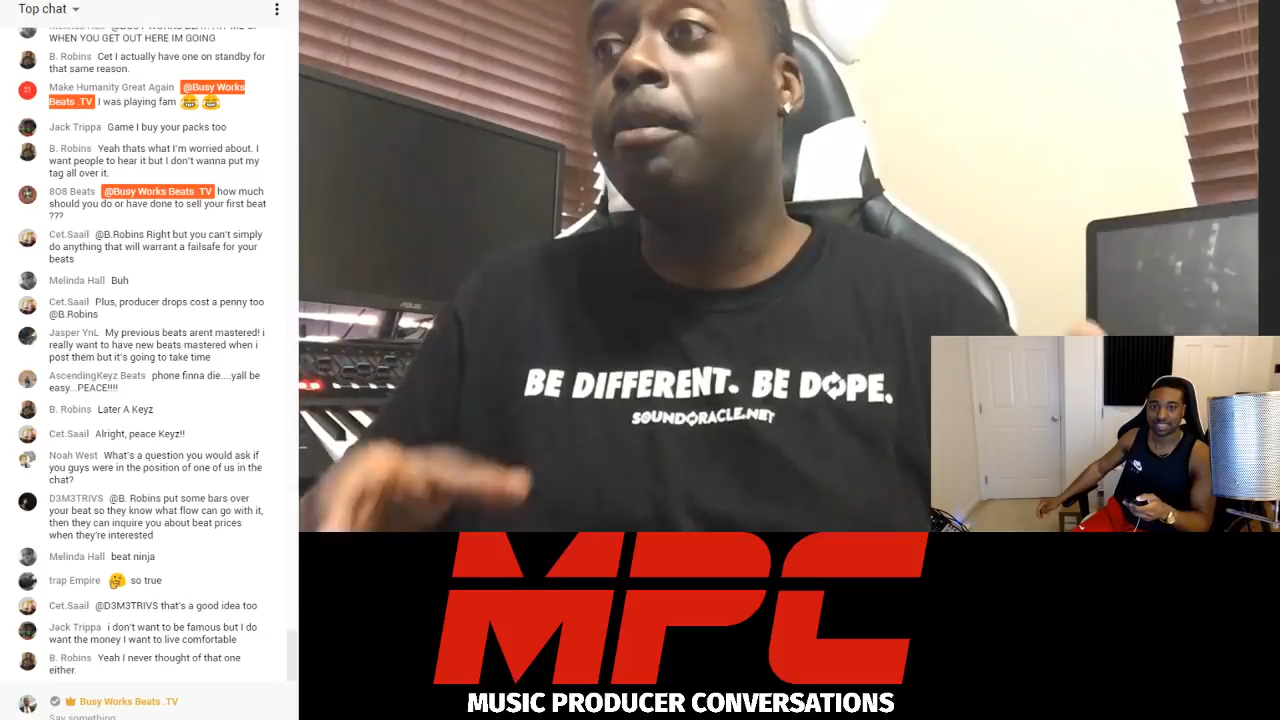 Top chat
WHEN YOU GET OUT HERE IM GOING
B. Robins Cet I actually have one on standby for
that same reason.
Make Humanity Great Again @Busy Works
Beats .TV I was playing fam
Jack Trippa Game I buy your packs too
B. Robins Yeah thats what I'm worried about. I
want people to hear it but I don't wanna put my
tag all over it.
8O8 Beats @Busy Works Beats .TV how much
should you do or have done to sell your first beat
???
Cet.Saail @B.Robins Right but you can't simply
do anything that will warrant a failsafe for your
beats
Melinda Hall Buh
Cet.Saail Plus, producer drops cost a penny too
@B.Robins
Jasper YnL My previous beats arent mastered! i
really want to have new beats mastered when i
post them but it's going to take time
AscendingKeyz Beats phone finna die....yall be
easy...PEACE!!!!
B. Robins Later A Keyz
Cet.Saail Alright, peace Keyz!!
Noah West What's a question you would ask if
you guys were in the position of one of us in the
chat?
D3M3TRIVS @B. Robins put some bars over
your beat so they know what flow can go with it,
then they can inquire you about beat prices
when they're interested
Melinda Hall beat ninja
trap Empire so true
Cet.Saail @D3M3TRIVS that's a good idea too
Jack Trippa i don't want to be famous but I do
want the money I want to live comfortable
B. Robins Yeah I never thought of that one
either.
Busy Works Beats .TV
Say something
BE DIFFERENT. BE DOPE.
SOUNDORACLE.NET
MPC
MUSIC PRODUCER CONVERSATIONS